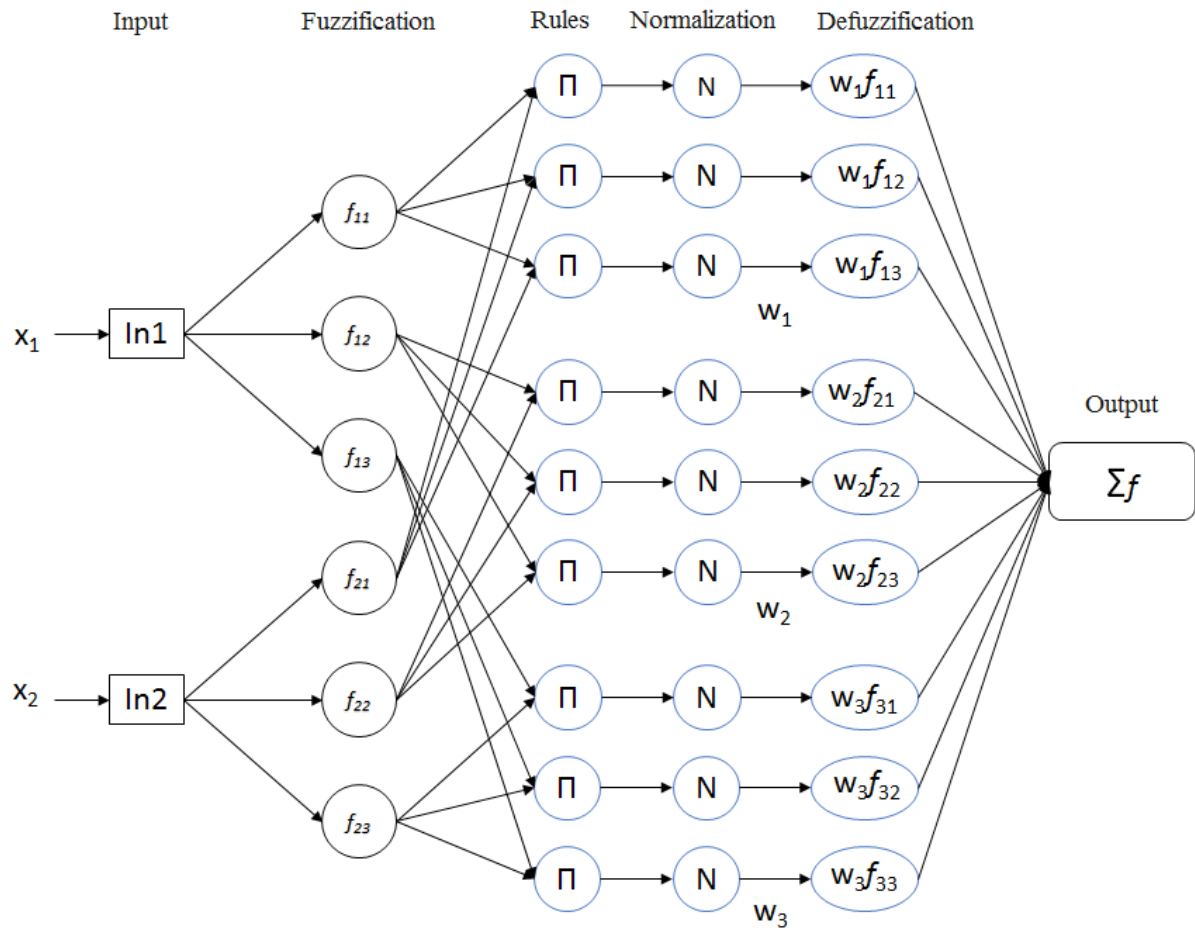 Input Fuzzification Rules Normalization Defuzzification
Π N w₁f₁₁
Π N w₁f₁₂
f₁₁
Π N w₁f₁₃
w₁
x₁ In1 f₁₂
Π N w₂f₂₁
Output
f₁₃
Π N w₂f₂₂ Σf
f₂₁ Π N w₂f₂₃
w₂
x₂ In2 f₂₂ Π N w₃f₃₁
Π N w₃f₃₂
f₂₃
Π N w₃f₃₃
w₃